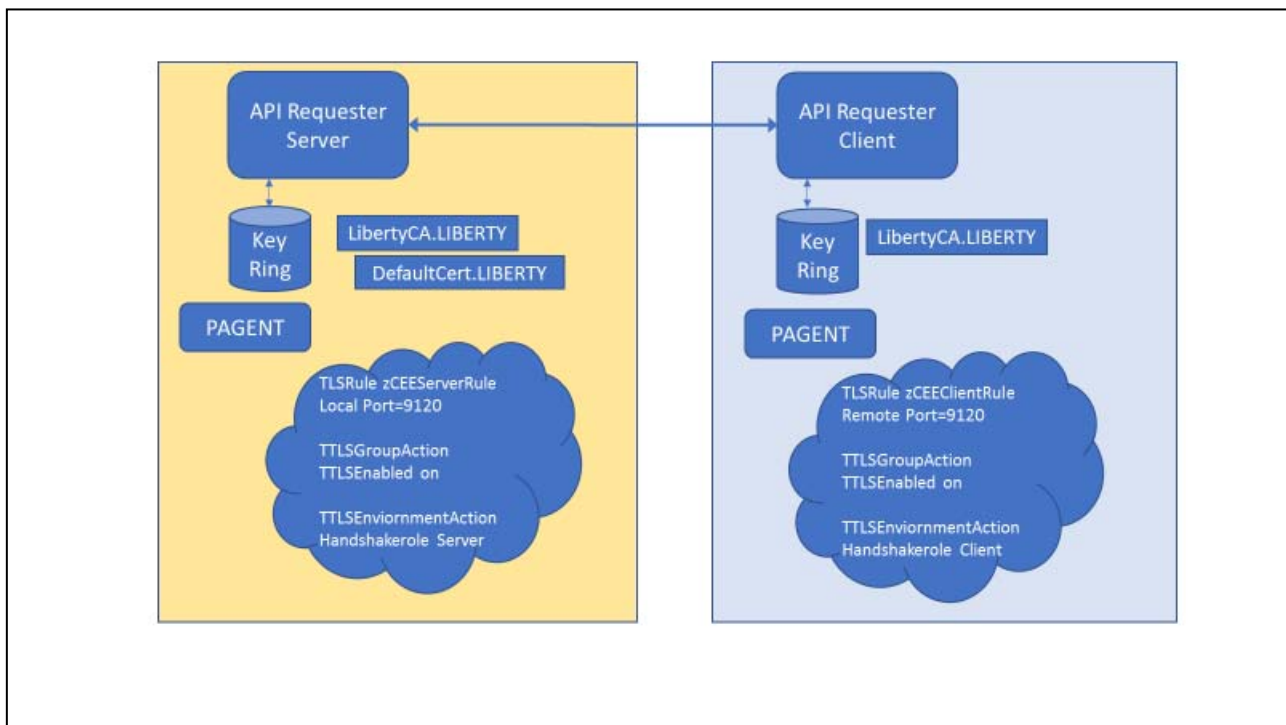 API Requester
Server
Key
Ring
LibertyCA.LIBERTY
DefaultCert.LIBERTY
PAGENT
TLSRule zCEEServerRule
Local Port=9120
TTLSGroupAction
TTLSEnabled on
TTLSEnviornmentAction
Handshakerole Server
API Requester
Client
Key
Ring
LibertyCA.LIBERTY
PAGENT
TLSRule zCEEClientRule
Remote Port=9120
TTLSGroupAction
TTLSEnabled on
TTLSEnviornmentAction
Handshakerole Client